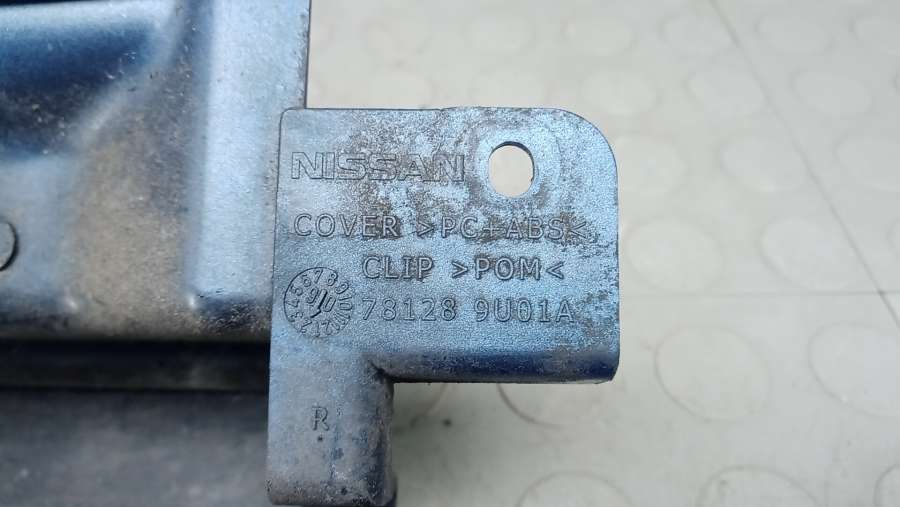 NISSAN
COVER >PC+ABS<
CLIP >POM<
78128 9U01A
R